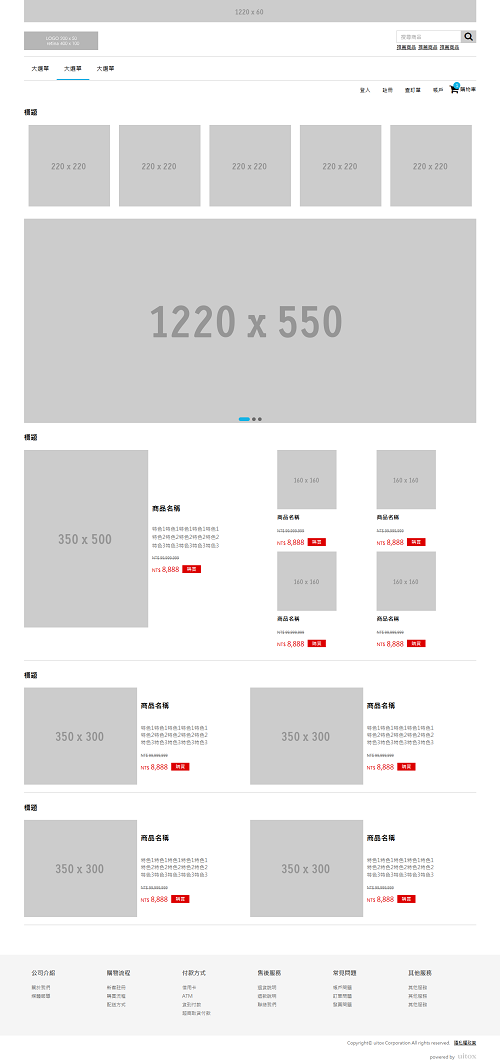 1220 x 60
LOGO 300 x 80
搜尋商品
推薦商品 推薦商品 推薦商品
大選單 大選單 大選單
登入 註冊 查訂單 帳戶 購物車
標題
220 x 220 220 x 220 220 x 220 220 x 220 220 x 220
1220 x 550
標題
350 x 500
商品名稱
特色1特色1特色1特色1特色1
特色2特色2特色2特色2特色2
特色3特色3特色3特色3特色3
NT$ 99,999,999
NT$ 8,888 購買
160 x 160 160 x 160
商品名稱 商品名稱
NT$ 99,999,999 NT$ 99,999,999
NT$ 8,888 購買 NT$ 8,888 購買
160 x 160 160 x 160
商品名稱 商品名稱
NT$ 99,999,999 NT$ 99,999,999
NT$ 8,888 購買 NT$ 8,888 購買
標題
350 x 300
商品名稱
特色1特色1特色1特色1特色1
特色2特色2特色2特色2特色2
特色3特色3特色3特色3特色3
NT$ 99,999,999
NT$ 8,888 購買
350 x 300
商品名稱
特色1特色1特色1特色1特色1
特色2特色2特色2特色2特色2
特色3特色3特色3特色3特色3
NT$ 99,999,999
NT$ 8,888 購買
標題
350 x 300
商品名稱
特色1特色1特色1特色1特色1
特色2特色2特色2特色2特色2
特色3特色3特色3特色3特色3
NT$ 99,999,999
NT$ 8,888 購買
350 x 300
商品名稱
特色1特色1特色1特色1特色1
特色2特色2特色2特色2特色2
特色3特色3特色3特色3特色3
NT$ 99,999,999
NT$ 8,888 購買
公司介紹 購物流程 付款方式 售後服務 常見問題 其他服務
關於我們 新會註冊 信用卡 退貨說明 帳戶問題 其他服務
購買流程 ATM 退款說明 訂單問題 其他服務
配送方式 貨到付款 聯絡我們 發票問題 其他服務
超商取貨付款
Copyright© uitox Corporation All rights reserved. 隱私權政策
powered by uitox